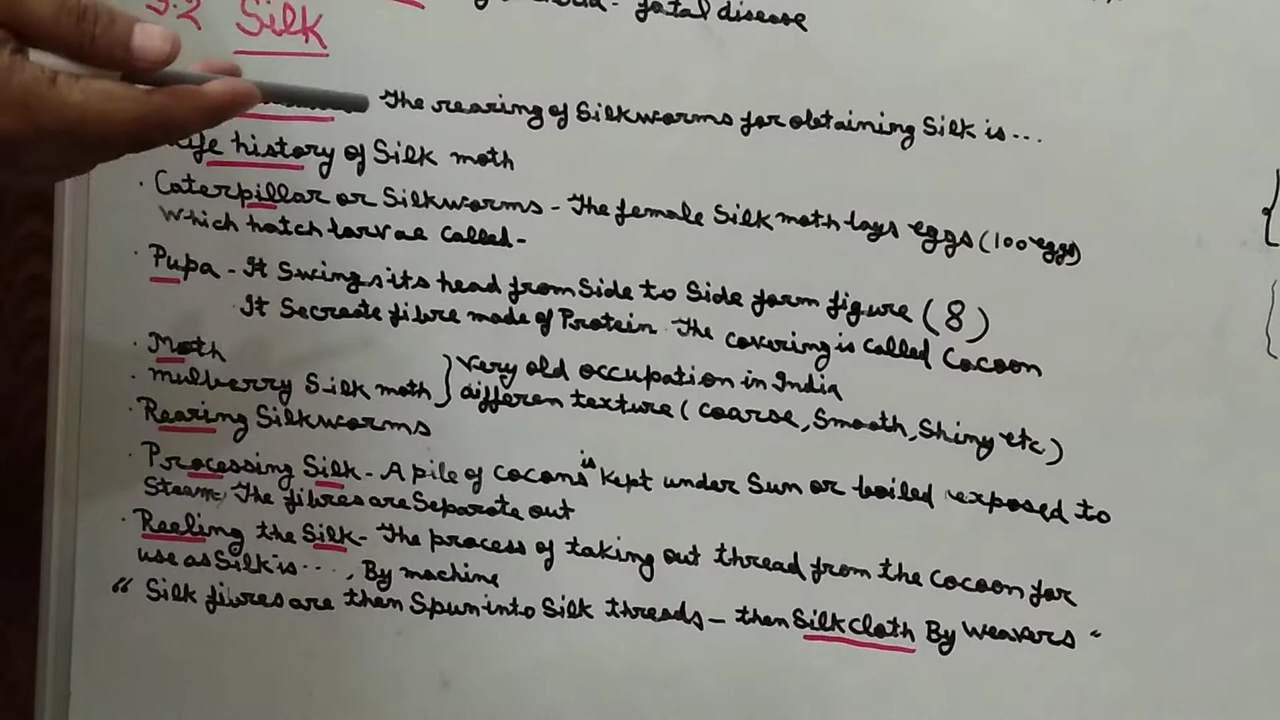 fatal disease
3.2 Silk
The rearing of Silkworms for obtaining Silk is...
Life history of Silk moth
· Caterpillar or Silkworms - The female Silk moth lays eggs (100 eggs)
Which hatch larvae called-
· Pupa - It Swings its head from Side to Side form figure (8)
It Secreate fibre made of Protein. The covering is called Cocoon
· Moth
· mulberry Silk moth } Very old occupation in India
differen texture (coarse, Smooth, Shiny etc)
· Rearing Silkworms
· Processing Silk - A pile of cocons is Kept under Sun or boiled exposed to
Steam, The fibres are Separate out
· Reeling the Silk - The process of taking out thread from the cocoon for
use as Silk is ...., By machine
“ Silk fibres are then Spun into Silk threads - then Silk cloth By Weavers “